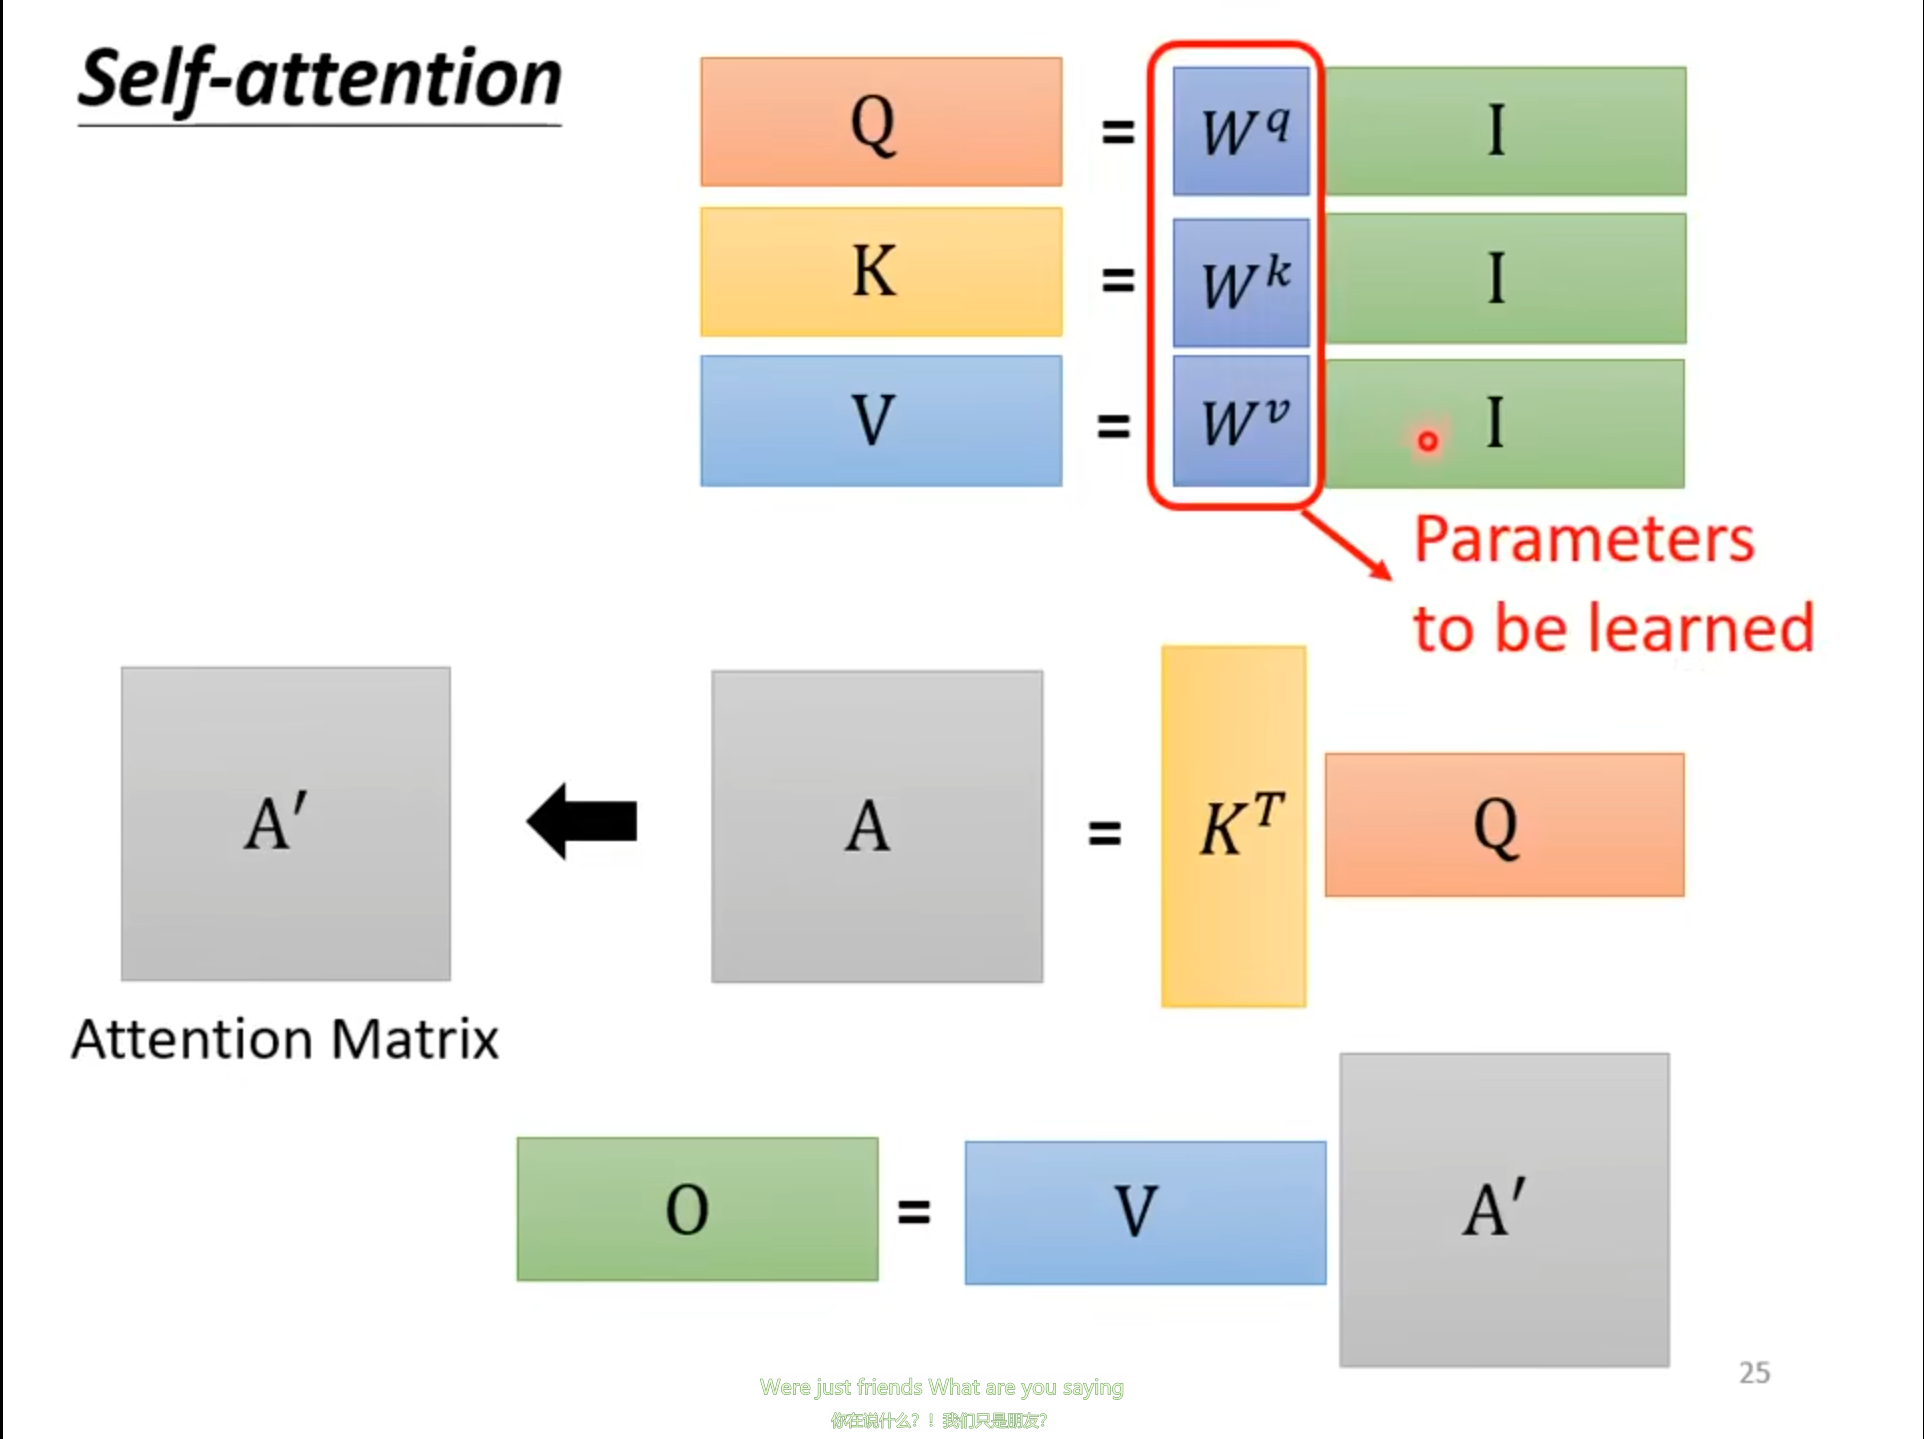 Self-attention
Q = W^q I
K = W^k I
V = W^v I
Parameters
to be learned
A′ A = K^T Q
Attention Matrix
O = V A′
25
Were just friends What are you saying
你在说什么?！我们只是朋友?